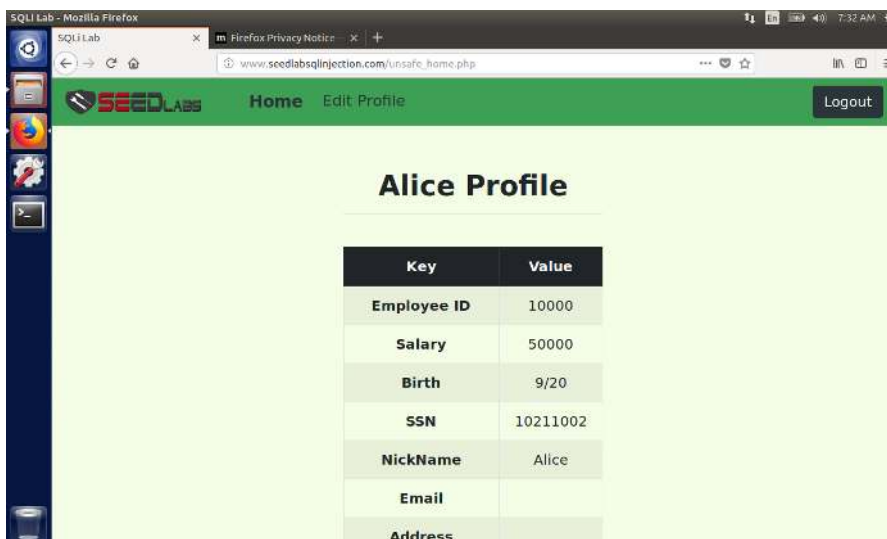 SQLi Lab - Mozilla Firefox
En
7:32 AM
SQLi Lab
Firefox Privacy Notice
www.seedlabsqlinjection.com/unsafe_home.php
SEEDLABS
Home
Edit Profile
Logout
Alice Profile
Key Value
Employee ID 10000
Salary 50000
Birth 9/20
SSN 10211002
NickName Alice
Email
Address